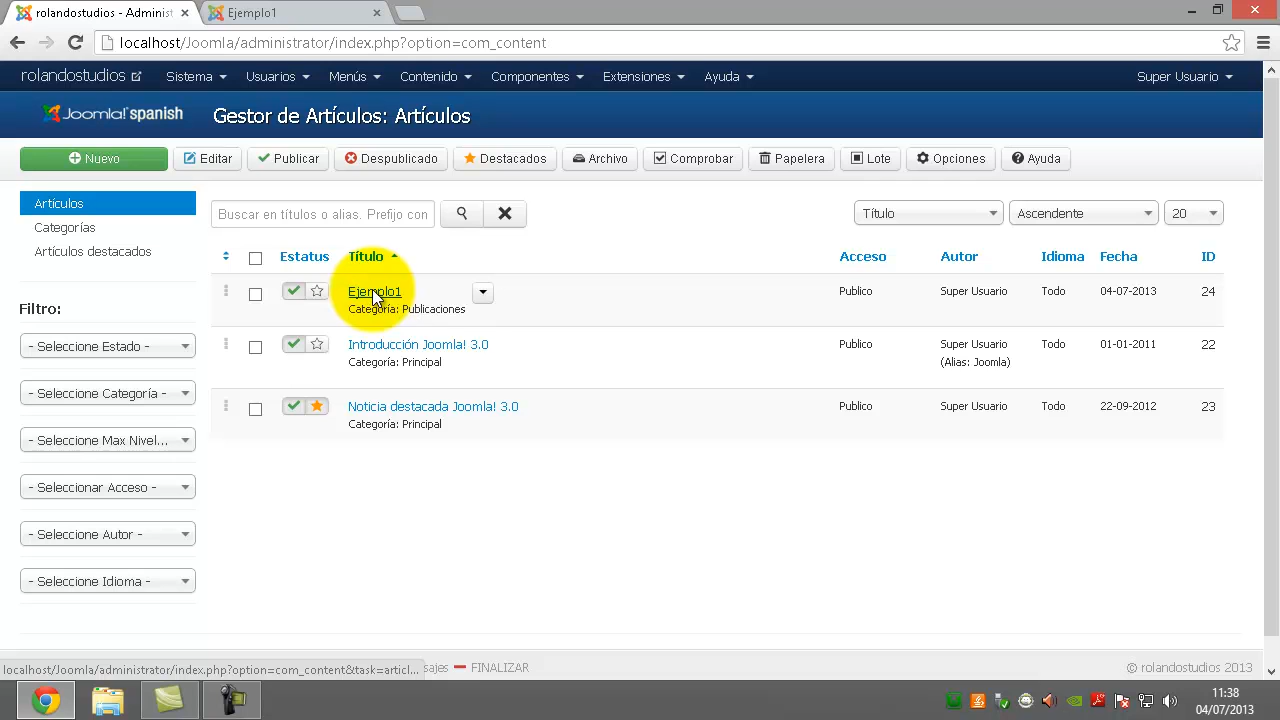 rolandostudios - Administ
Ejemplo1
localhost/Joomla/administrator/index.php?option=com_content
rolandostudios Sistema Usuarios Menús Contenido Componentes Extensiones Ayuda Super Usuario
Joomla! spanish Gestor de Artículos: Artículos
Nuevo Editar Publicar Despublicado Destacados Archivo Comprobar Papelera Lote Opciones Ayuda
Artículos
Categorías
Artículos destacados
Filtro:
- Seleccione Estado -
- Seleccione Categoría -
- Seleccione Max Nivel...
- Seleccionar Acceso -
- Seleccione Autor -
- Seleccione Idioma -
Buscar en títulos o alias. Prefijo con
Título Ascendente 20
Estatus Título Acceso Autor Idioma Fecha ID
Ejemplo1 Publico Super Usuario Todo 04-07-2013 24
Categoría: Publicaciones
Introducción Joomla! 3.0 Publico Super Usuario Todo 01-01-2011 22
Categoría: Principal (Alias: Joomla)
Noticia destacada Joomla! 3.0 Publico Super Usuario Todo 22-09-2012 23
Categoría: Principal
localhost/Joomla/administrator/index.php?option=com_content&task=articl... sajes FINALIZAR © rolandostudios 2013
11:38
04/07/2013